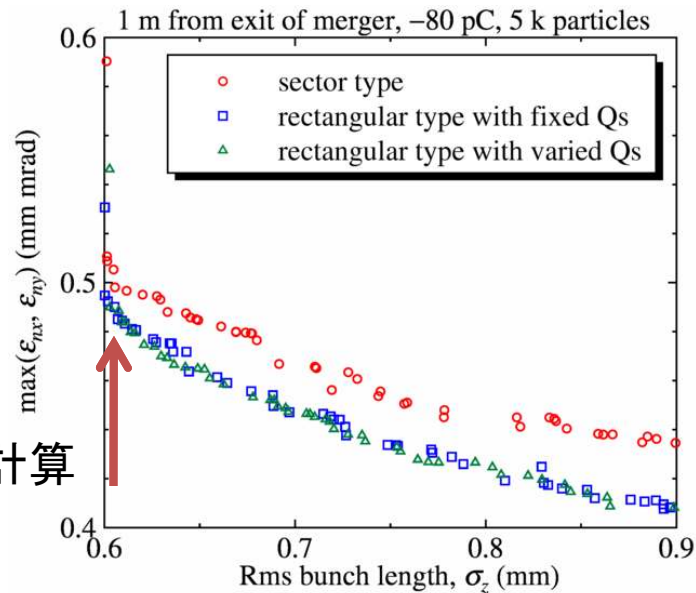 1 m from exit of merger, −80 pC, 5 k particles
0.6
sector type
rectangular type with fixed Qs
rectangular type with varied Qs
max(εnx, εny) (mm mrad)
0.5
計算
0.4
0.6 0.7 0.8 0.9
Rms bunch length, σz (mm)